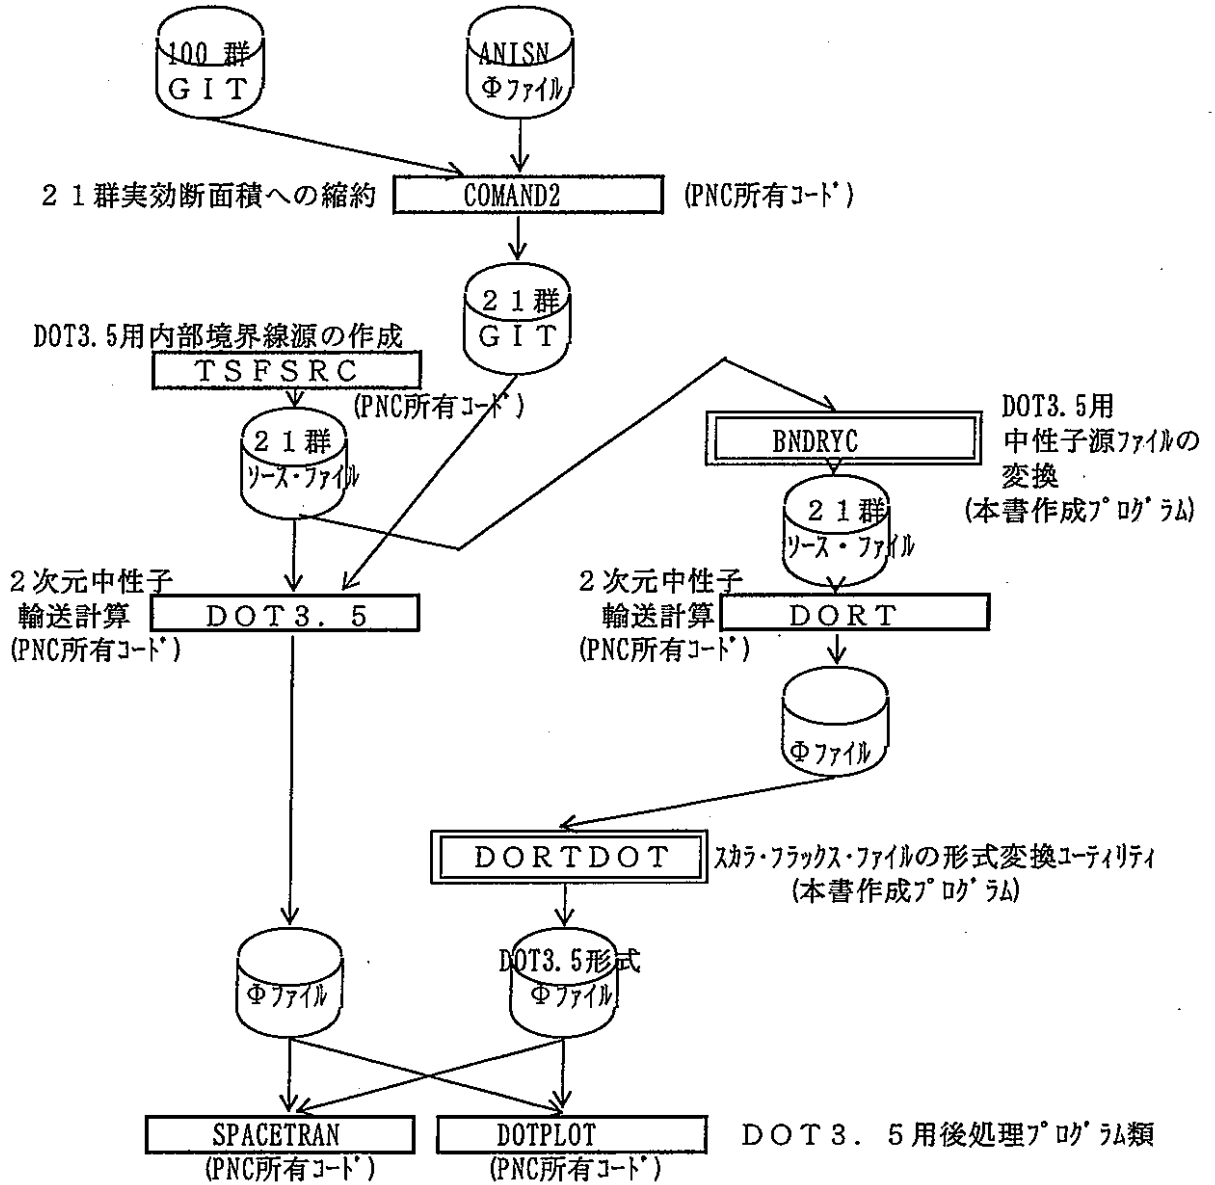 100 群
ＧＩＴ
ANISN
Φファイル
２１群実効断面積への縮約
COMAND2
(PNC所有コード)
２１群
ＧＩＴ
DOT3.5用内部境界線源の作成
ＴＳＦＳＲＣ
(PNC所有コード)
２１群
ソース・ファイル
BNDRYC
DOT3.5用
中性子源ファイルの
変換
(本書作成プログラム)
２１群
ソース・ファイル
２次元中性子
輸送計算
(PNC所有コード)
ＤＯＴ３．５
２次元中性子
輸送計算
(PNC所有コード)
ＤＯＲＴ
Φファイル
ＤＯＲＴＤＯＴ
スカラ・フラックス・ファイルの形式変換ユーティリティ
(本書作成プログラム)
Φファイル
DOT3.5形式
Φファイル
SPACETRAN
(PNC所有コード)
DOTPLOT
(PNC所有コード)
ＤＯＴ３．５用後処理プログラム類